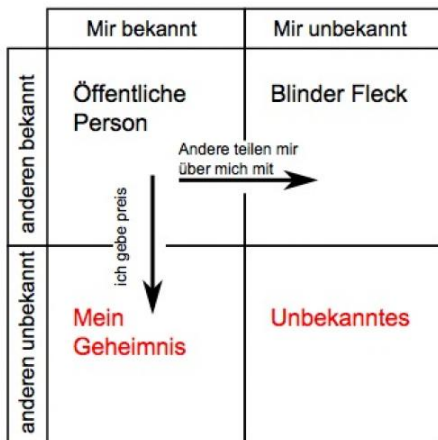 Mir bekannt
Mir unbekannt
anderen bekannt
Öffentliche
Person
Blinder Fleck
Andere teilen mir
über mich mit
ich gebe preis
anderen unbekannt
Mein
Geheimnis
Unbekanntes